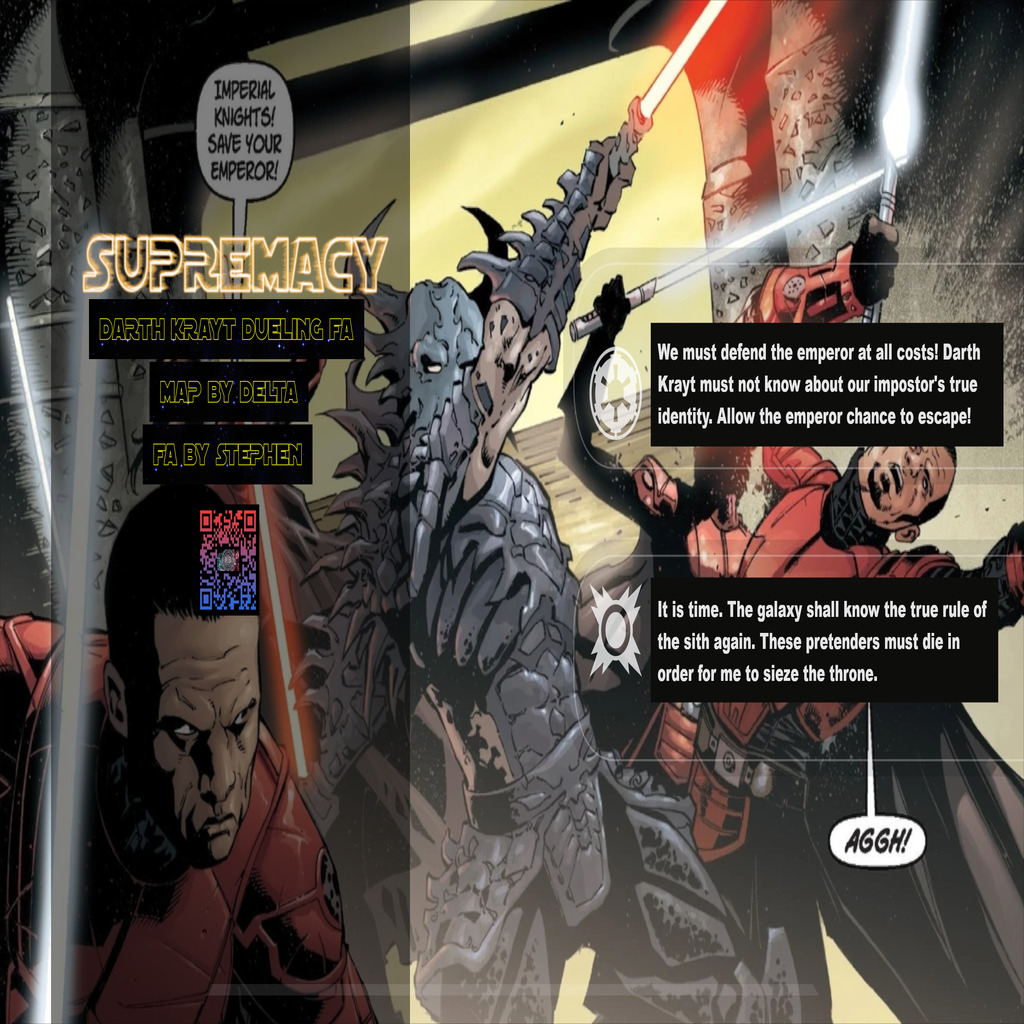 IMPERIAL
KNIGHTS!
SAVE YOUR
EMPEROR!
SUPREMACY
DARTH KRAYT DUELING FA
MAP BY DELTA
FA BY STEPHEN
We must defend the emperor at all costs! Darth
Krayt must not know about our impostor's true
identity. Allow the emperor chance to escape!
It is time. The galaxy shall know the true rule of
the sith again. These pretenders must die in
order for me to sieze the throne.
AGGH!